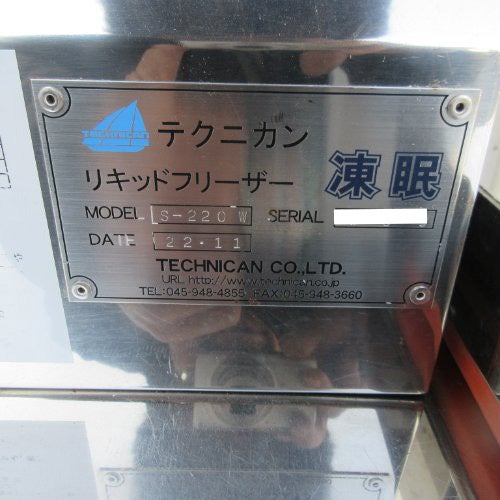 Technican
テクニカン
リキッドフリーザー 凍眠
MODEL S-220W SERIAL
DATE 22・11
TECHNICAN CO.,LTD.
URL http://www.technican.co.jp
TEL:045-948-4855 FAX:045-948-3660